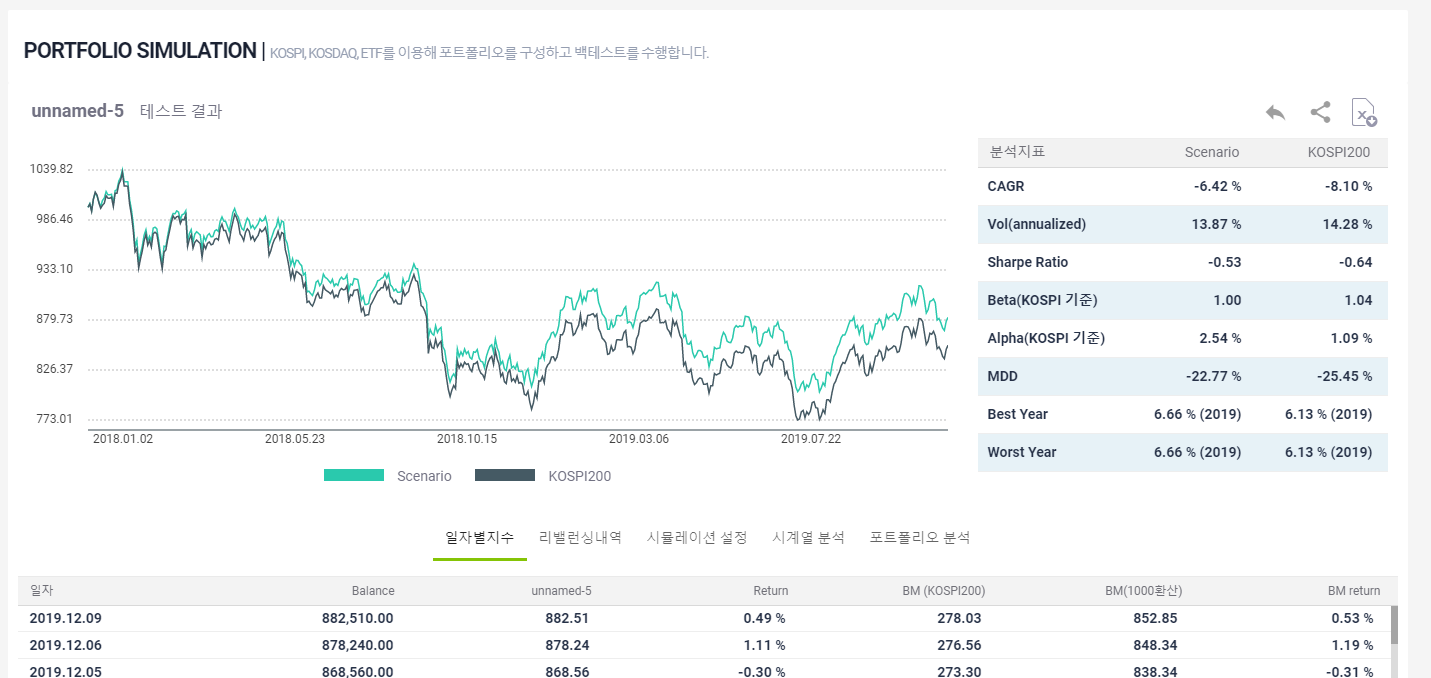 PORTFOLIO SIMULATION | KOSPI, KOSDAQ, ETF를 이용해 포트폴리오를 구성하고 백테스트를 수행합니다.
unnamed-5 테스트 결과
1039.82
986.46
933.10
879.73
826.37
773.01
2018.01.02 2018.05.23 2018.10.15 2019.03.06 2019.07.22
Scenario KOSPI200
분석지표 Scenario KOSPI200
CAGR -6.42 % -8.10 %
Vol(annualized) 13.87 % 14.28 %
Sharpe Ratio -0.53 -0.64
Beta(KOSPI 기준) 1.00 1.04
Alpha(KOSPI 기준) 2.54 % 1.09 %
MDD -22.77 % -25.45 %
Best Year 6.66 % (2019) 6.13 % (2019)
Worst Year 6.66 % (2019) 6.13 % (2019)
일자별지수 리밸런싱내역 시뮬레이션 설정 시계열 분석 포트폴리오 분석
일자 Balance unnamed-5 Return BM (KOSPI200) BM(1000환산) BM return
2019.12.09 882,510.00 882.51 0.49 % 278.03 852.85 0.53 %
2019.12.06 878,240.00 878.24 1.11 % 276.56 848.34 1.19 %
2019.12.05 868,560.00 868.56 -0.30 % 273.30 838.34 -0.31 %